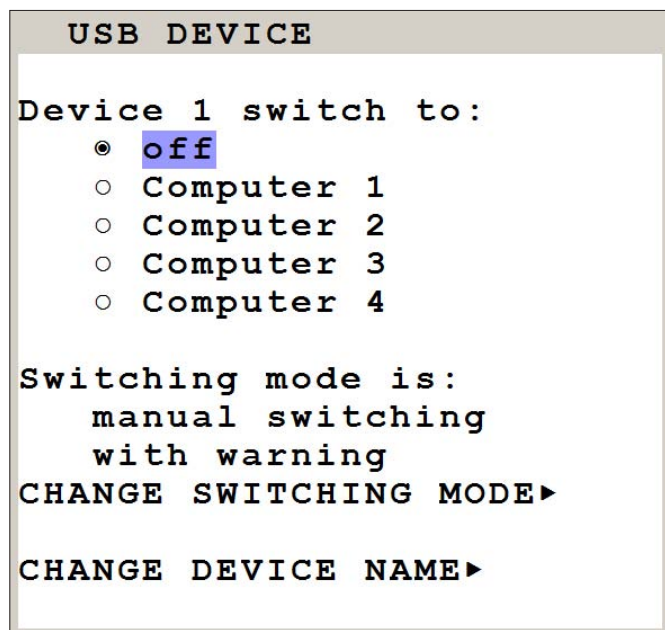 USB DEVICE
Device 1 switch to:
◉ off
○ Computer 1
○ Computer 2
○ Computer 3
○ Computer 4
Switching mode is:
manual switching
with warning
CHANGE SWITCHING MODE▶
CHANGE DEVICE NAME▶